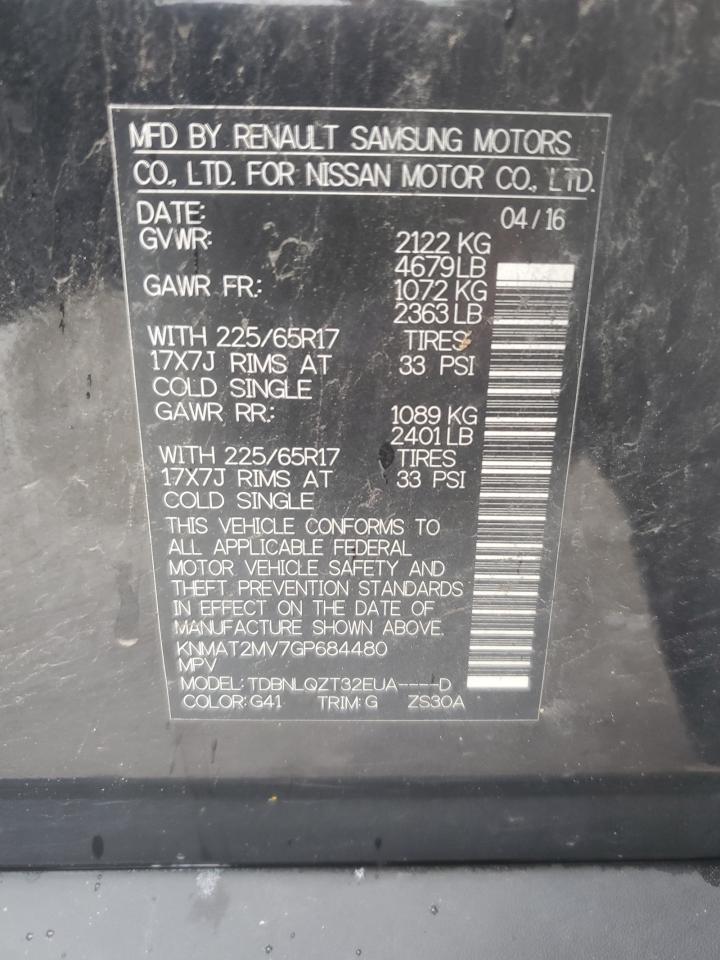 MFD BY RENAULT SAMSUNG MOTORS
CO., LTD. FOR NISSAN MOTOR CO., LTD.
DATE: 04/16
GVWR: 2122 KG
4679LB
GAWR FR.: 1072 KG
2363 LB
WITH 225/65R17 TIRES
17X7J RIMS AT 33 PSI
COLD SINGLE
GAWR RR.: 1089 KG
2401 LB
WITH 225/65R17 TIRES
17X7J RIMS AT 33 PSI
COLD SINGLE
THIS VEHICLE CONFORMS TO
ALL APPLICABLE FEDERAL
MOTOR VEHICLE SAFETY AND
THEFT PREVENTION STANDARDS
IN EFFECT ON THE DATE OF
MANUFACTURE SHOWN ABOVE.
KNMAT2MV7GP684480
MPV
MODEL: TDBNLQZT32EUA----D
COLOR: G41 TRIM: G ZS30A